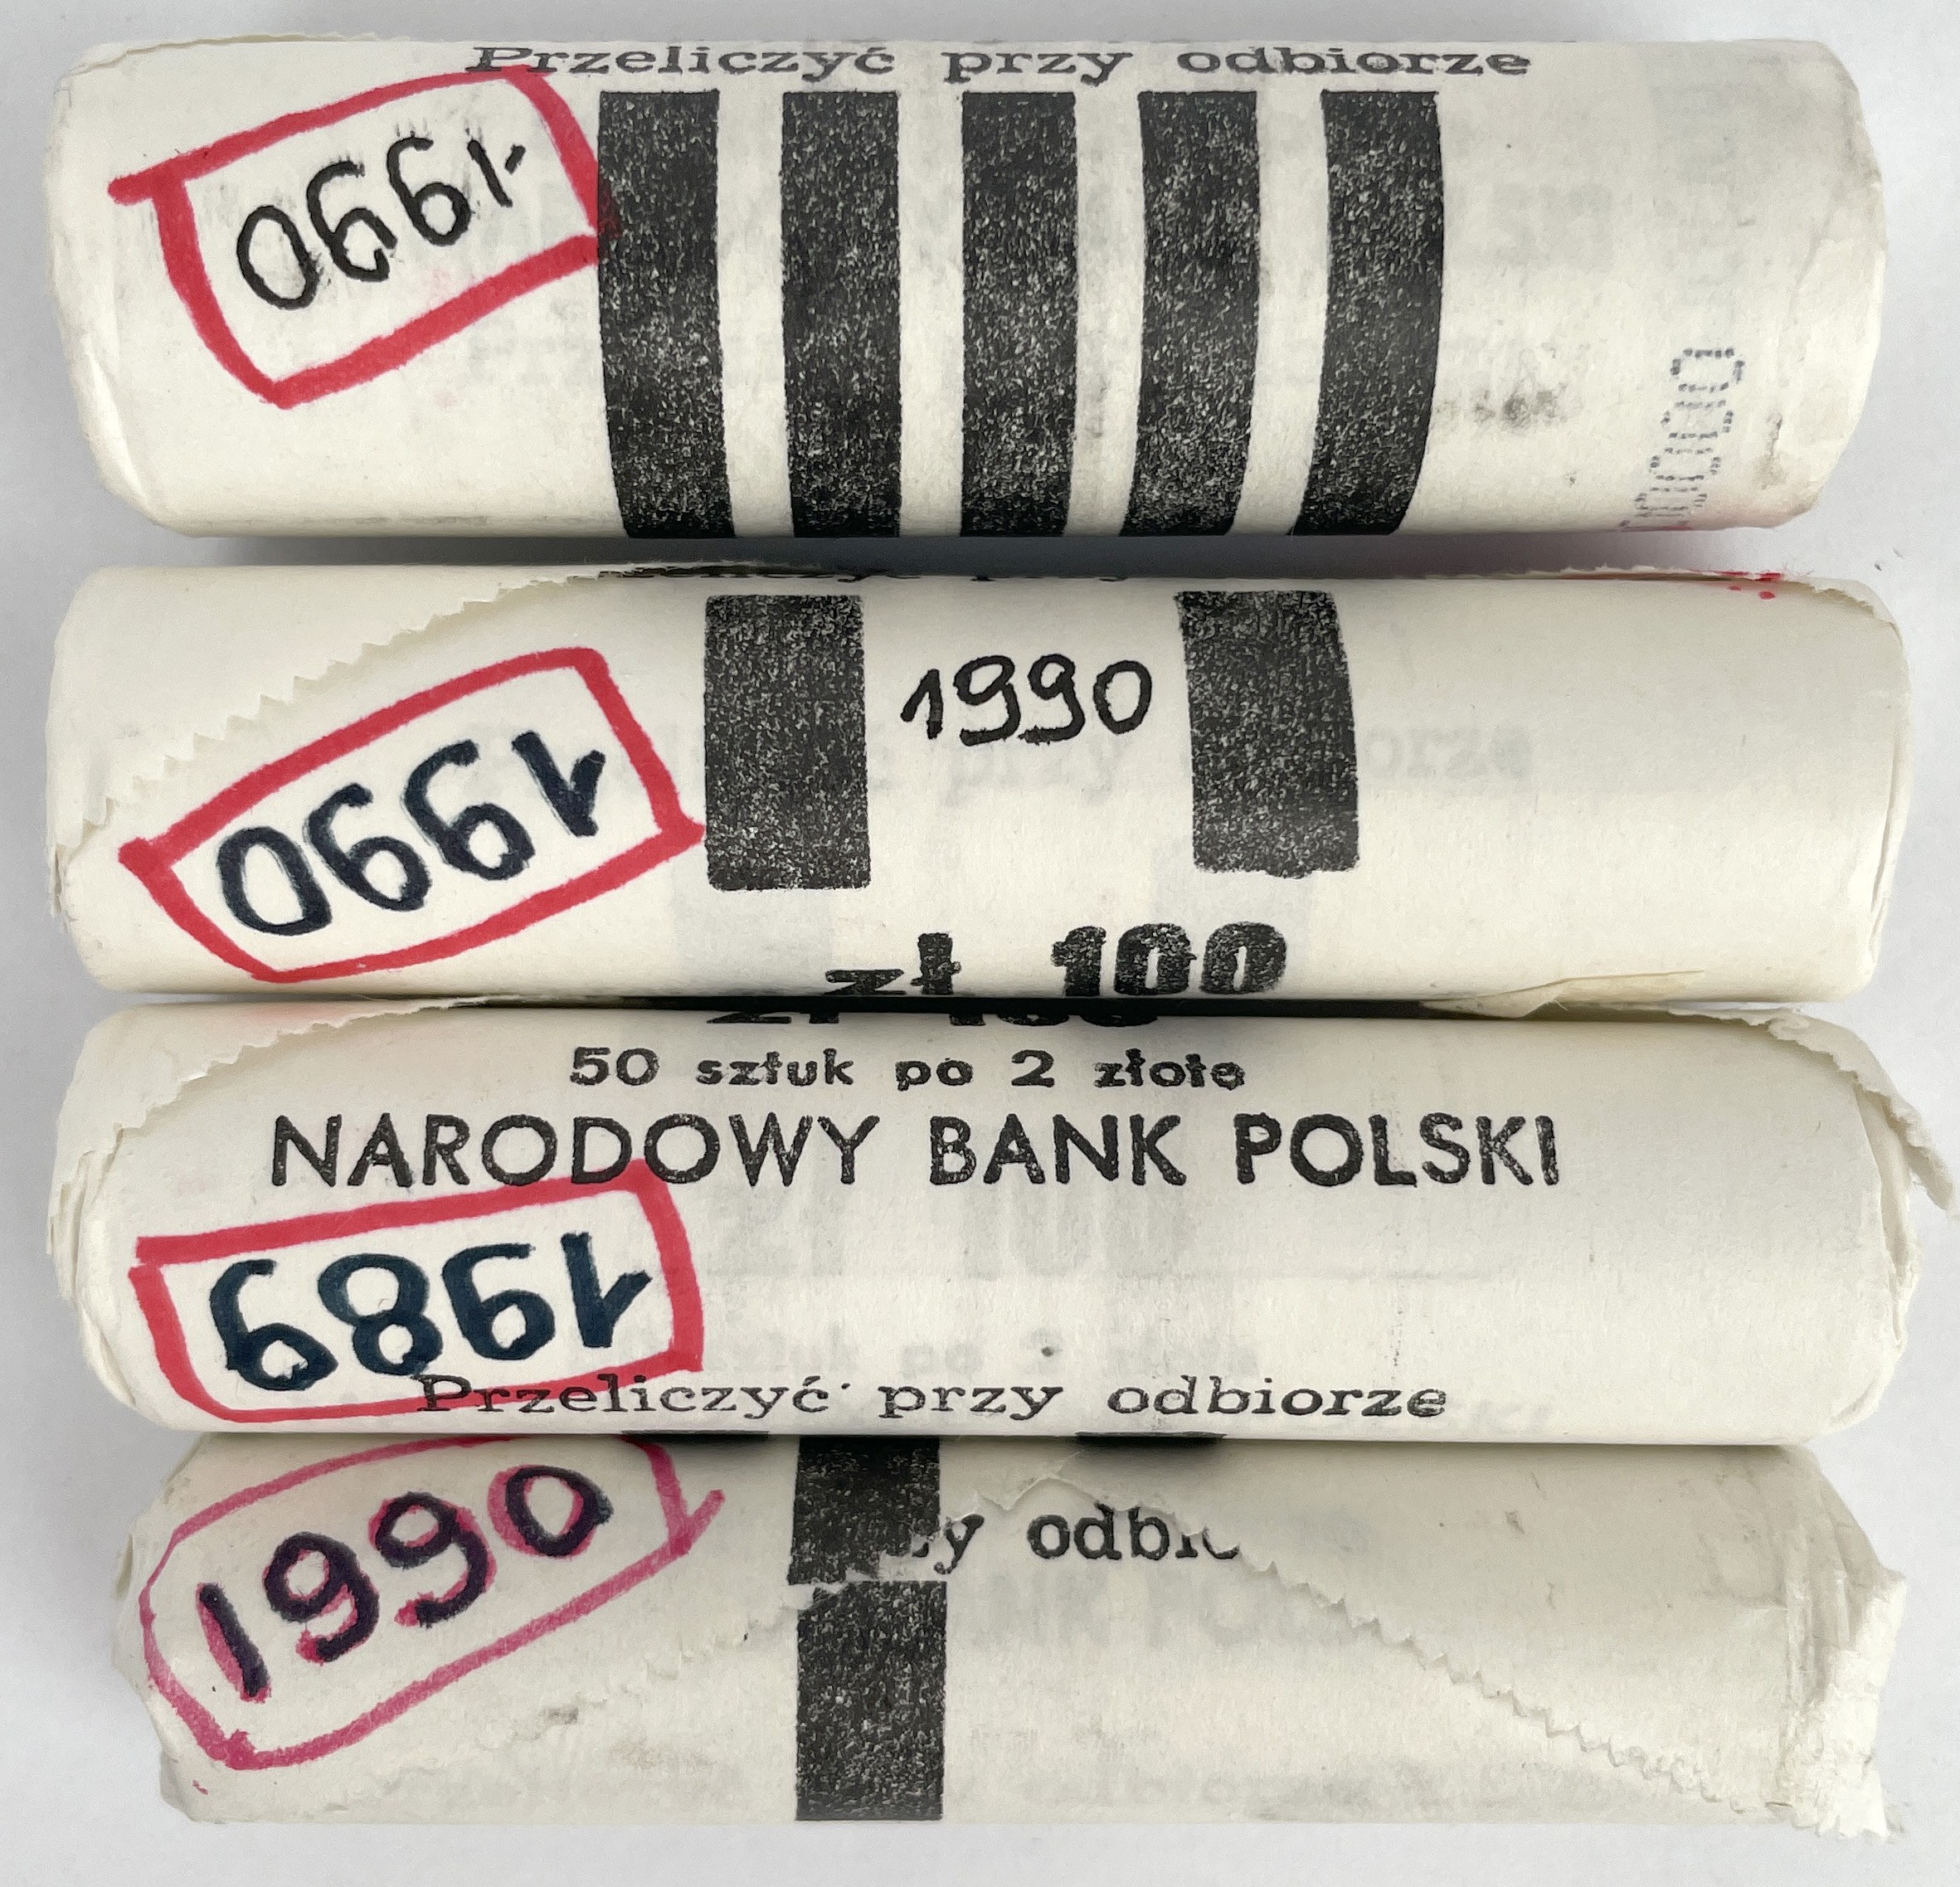 Przeliczyć przy odbiorze
1990
1990
1990
zł 100
50 sztuk po 2 złote
NARODOWY BANK POLSKI
1989
Przeliczyć przy odbiorze
1990